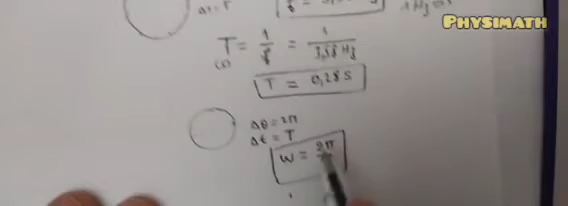 PHYSIMATH
T = 1/f = 1/3,58 Hz
(s)
T = 0,28 s
Δθ = 2π
Δt = T
W = 2π